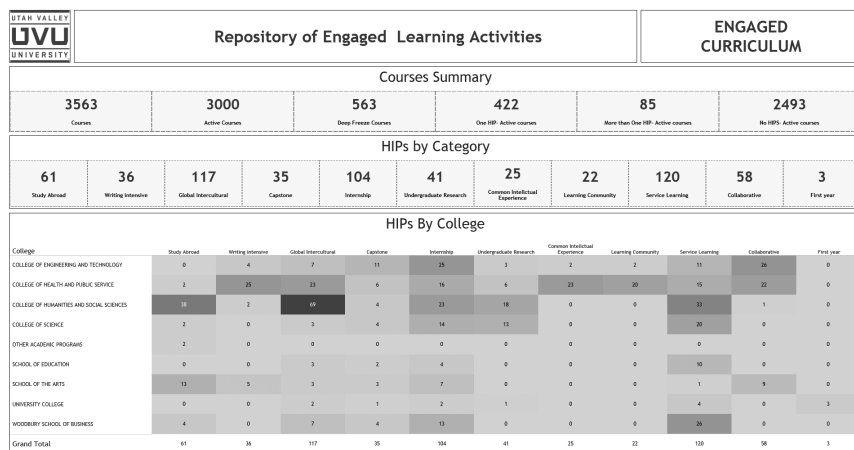 UTAH VALLEY
UVU
UNIVERSITY
Repository of Engaged Learning Activities
ENGAGED
CURRICULUM
Courses Summary
3563 3000 563 422 85 2493
Courses Active Courses Deep Freeze Courses One HIP- Active courses More than One HIP- Active courses No HIPS- Active courses
HIPs by Category
61 36 117 35 104 41 25 22 120 58 3
Study Abroad Writing intensive Global Intercultural Capstone Internship Undergraduate Research Common Intellictual Experience Learning Community Service Learning Collaborative First year
HIPs By College
College Study Abroad Writing intensive Global Intercultural Capstone Internship Undergraduate Research Common Intellictual Experience Learning Community Service Learning Collaborative First year
COLLEGE OF ENGINEERING AND TECHNOLOGY 0 4 7 11 25 3 2 2 11 26 0
COLLEGE OF HEALTH AND PUBLIC SERVICE 2 25 23 6 16 6 23 20 15 22 0
COLLEGE OF HUMANITIES AND SOCIAL SCIENCES 38 2 69 4 23 18 0 0 33 1 0
COLLEGE OF SCIENCE 2 0 3 4 14 13 0 0 20 0 0
OTHER ACADEMIC PROGRAMS 2 0 0 0 0 0 0 0 0 0 0
SCHOOL OF EDUCATION 0 0 3 2 4 0 0 0 10 0 0
SCHOOL OF THE ARTS 13 5 3 3 7 0 0 0 1 9 0
UNIVERSITY COLLEGE 0 0 2 1 2 1 0 0 4 0 3
WOODBURY SCHOOL OF BUSINESS 4 0 7 4 13 0 0 0 26 0 0
Grand Total 61 36 117 35 104 41 25 22 120 58 3